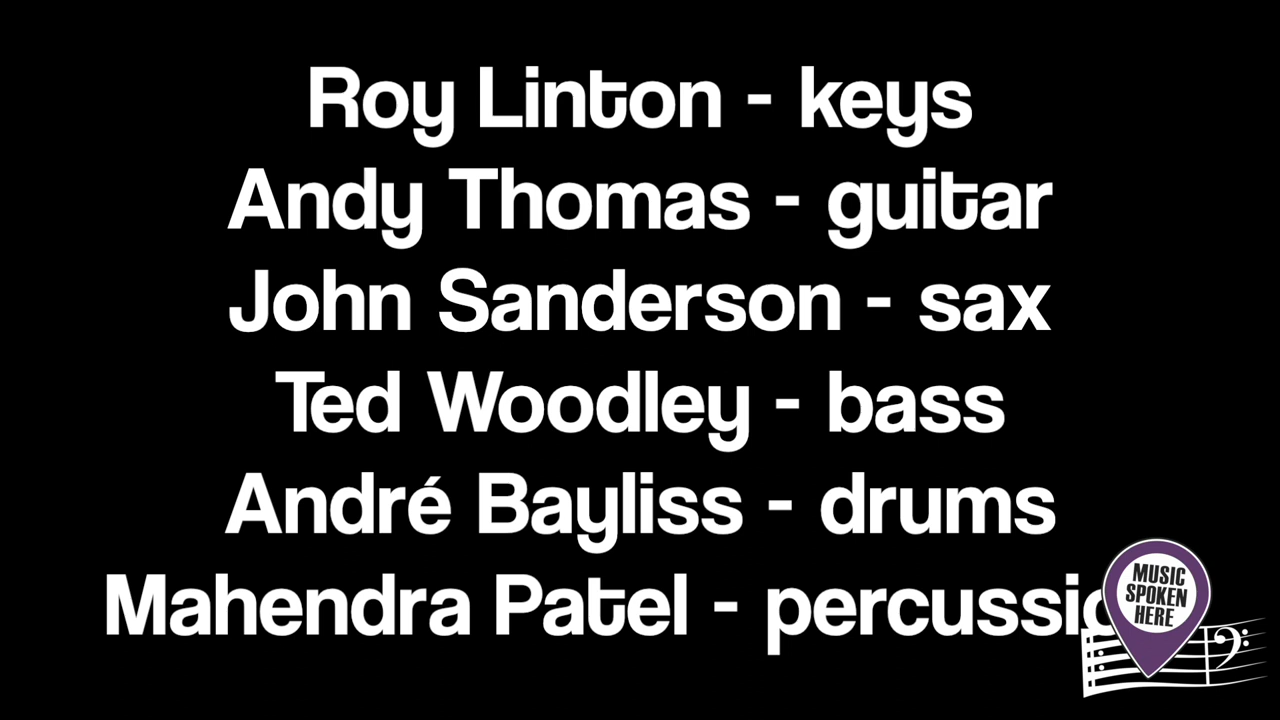 Roy Linton - keys
Andy Thomas - guitar
John Sanderson - sax
Ted Woodley - bass
André Bayliss - drums
Mahendra Patel -
MUSIC
SPOKEN
HERE